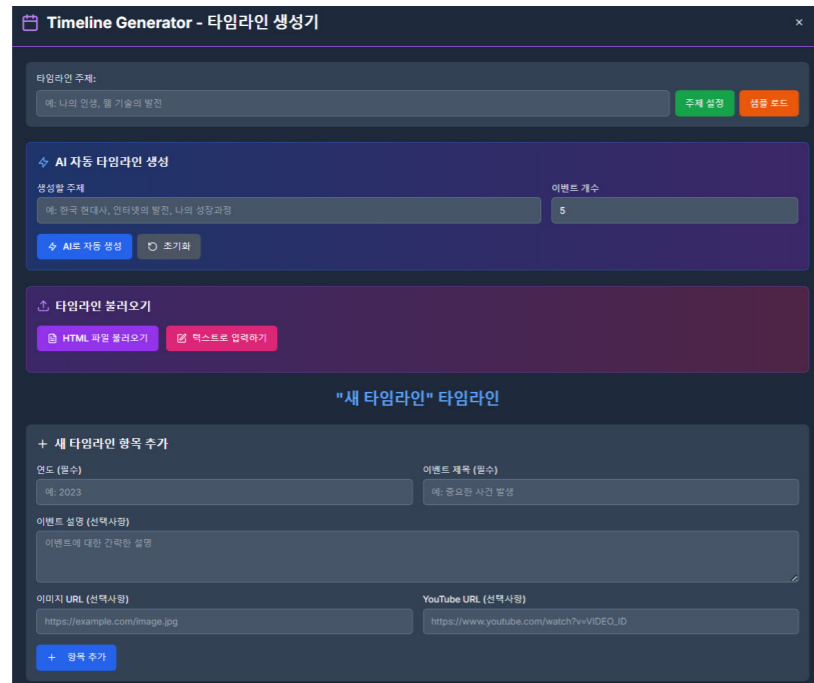 Timeline Generator - 타임라인 생성기 ×
타임라인 주제:
예: 나의 인생, 웹 기술의 발전
주제 설정
샘플 로드
AI 자동 타임라인 생성
생성할 주제
이벤트 개수
예: 한국 현대사, 인터넷의 발전, 나의 성장과정
5
AI로 자동 생성
초기화
타임라인 불러오기
HTML 파일 불러오기
텍스트로 입력하기
"새 타임라인" 타임라인
+ 새 타임라인 항목 추가
연도 (필수)
이벤트 제목 (필수)
예: 2023
예: 중요한 사건 발생
이벤트 설명 (선택사항)
이벤트에 대한 간략한 설명
이미지 URL (선택사항)
YouTube URL (선택사항)
https://example.com/image.jpg
https://www.youtube.com/watch?v=VIDEO_ID
+ 항목 추가